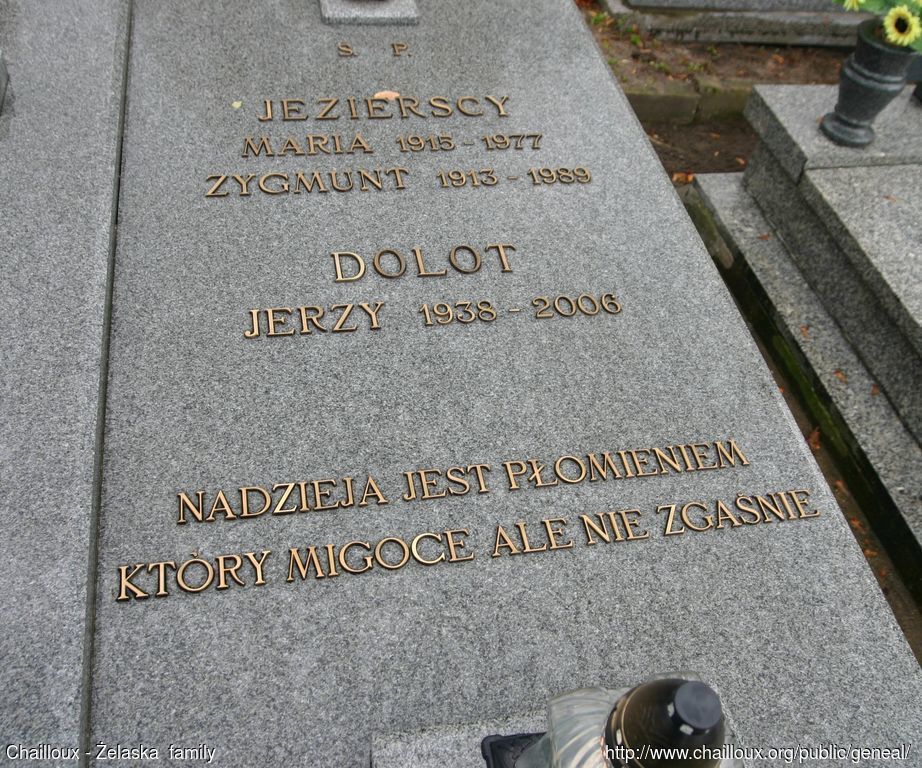 Ś. P.
JEZIERSCY
MARIA 1915 - 1977
ZYGMUNT 1913 - 1989
DOLOT
JERZY 1938 - 2006
NADZIEJA JEST PŁOMIENIEM
KTÓRY MIGOCE ALE NIE ZGAŚNIE
Chailloux - Želaska family
http://www.chailloux.org/public/geneal/